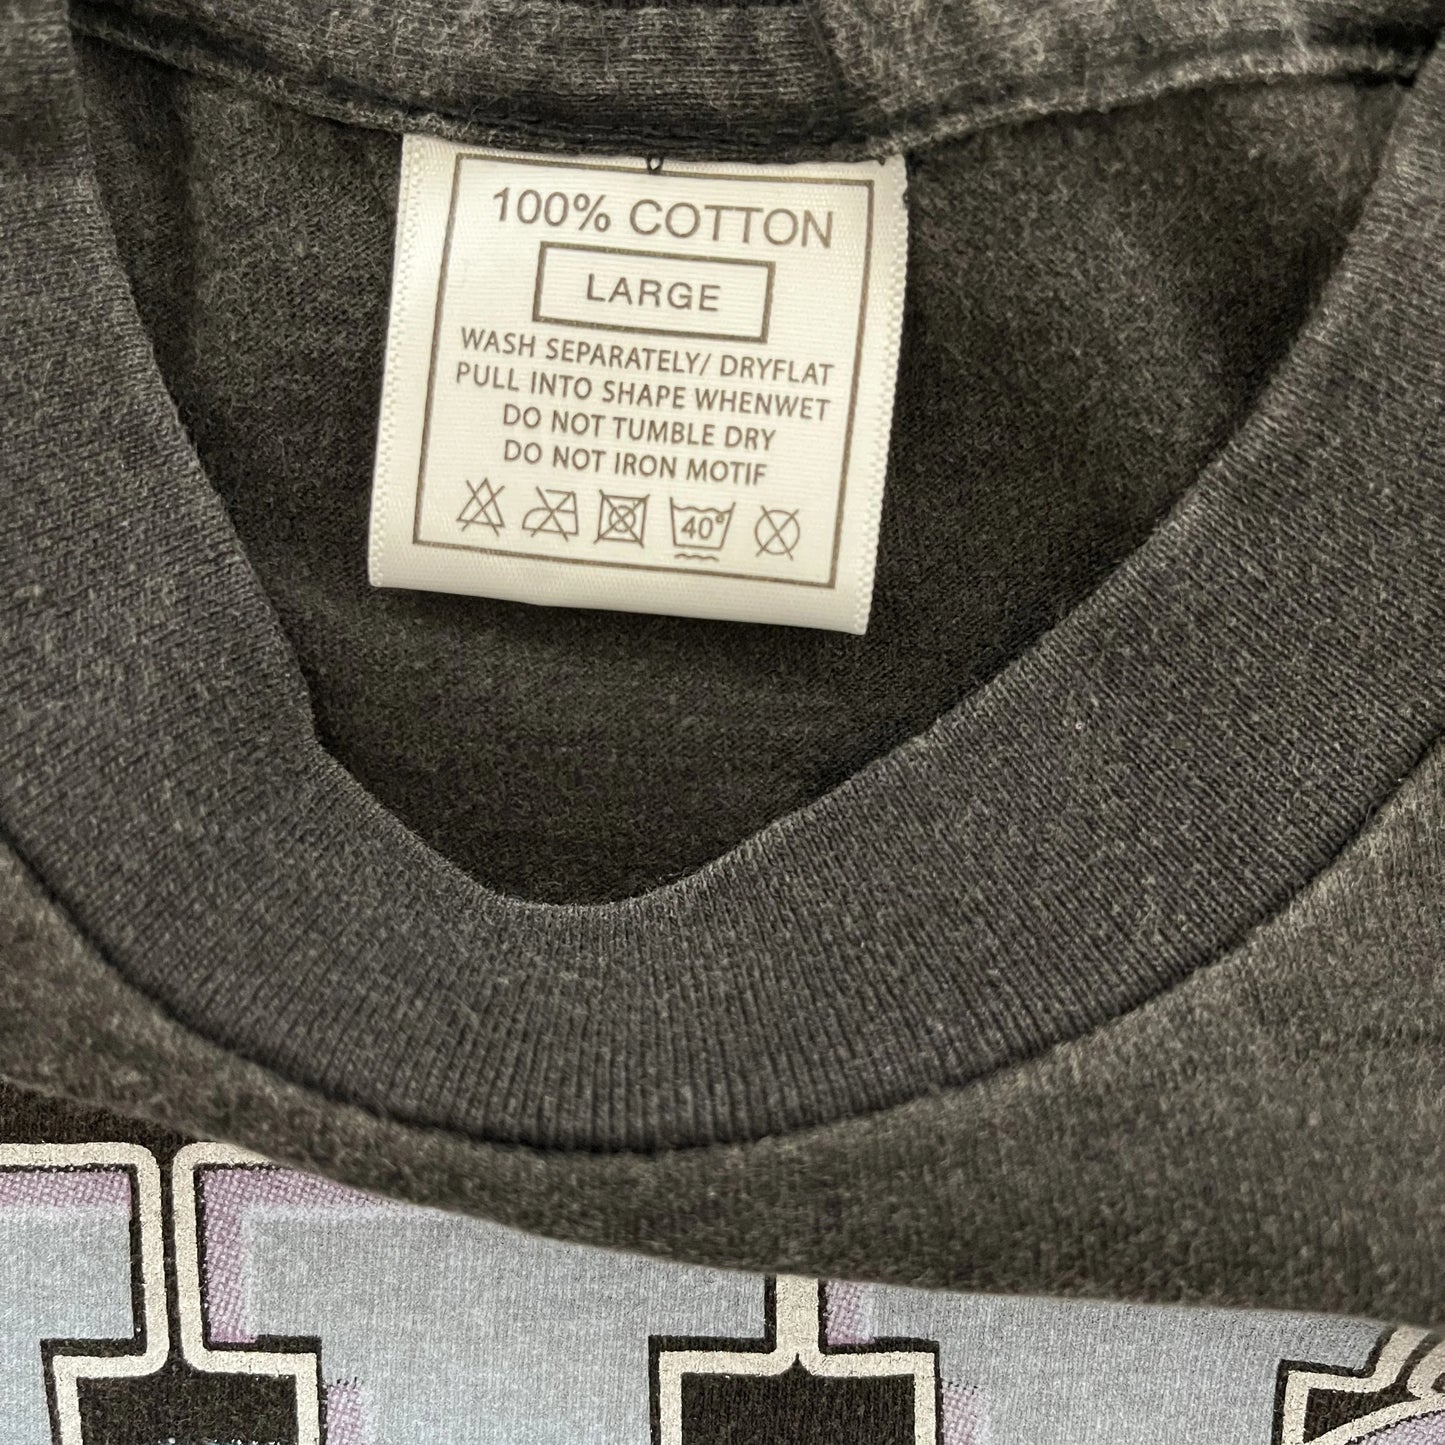 100% COTTON
LARGE
WASH SEPARATELY/ DRYFLAT
PULL INTO SHAPE WHENWET
DO NOT TUMBLE DRY
DO NOT IRON MOTIF
40°